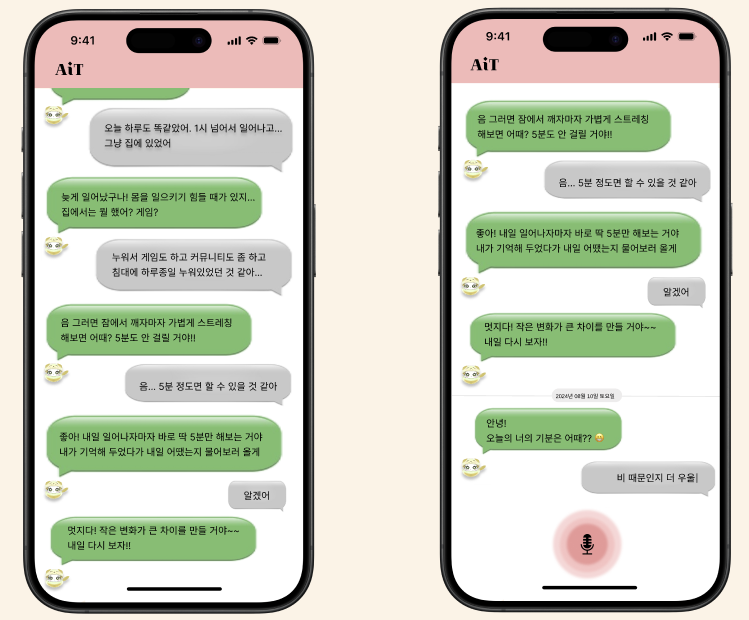 9:41
AiT
오늘 하루도 똑같았어. 1시 넘어서 일어나고...
그냥 집에 있었어
늦게 일어났구나! 몸을 일으키기 힘들 때가 있지...
집에서는 뭘 했어? 게임?
누워서 게임도 하고 커뮤니티도 좀 하고
침대에 하루종일 누워있었던 것 같아...
음 그러면 잠에서 깨자마자 가볍게 스트레칭
해보면 어때? 5분도 안 걸릴 거야!!
음... 5분 정도면 할 수 있을 것 같아
좋아! 내일 일어나자마자 바로 딱 5분만 해보는 거야
내가 기억해 두었다가 내일 어땠는지 물어보러 올게
알겠어
멋지다! 작은 변화가 큰 차이를 만들 거야~~
내일 다시 보자!!
9:41
AiT
음 그러면 잠에서 깨자마자 가볍게 스트레칭
해보면 어때? 5분도 안 걸릴 거야!!
음... 5분 정도면 할 수 있을 것 같아
좋아! 내일 일어나자마자 바로 딱 5분만 해보는 거야
내가 기억해 두었다가 내일 어땠는지 물어보러 올게
알겠어
멋지다! 작은 변화가 큰 차이를 만들 거야~~
내일 다시 보자!!
2024년 08월 10일 토요일
안녕!
오늘의 너의 기분은 어때??
비 때문인지 더 우울